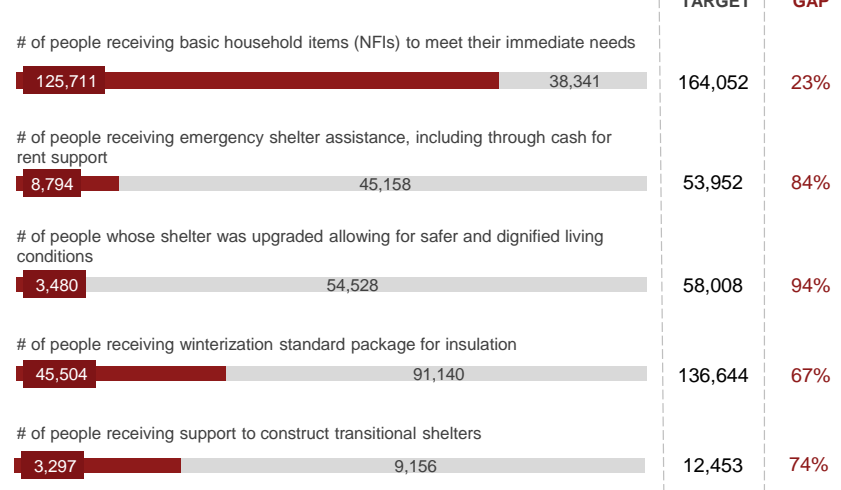 TARGET GAP
# of people receiving basic household items (NFIs) to meet their immediate needs
125,711 38,341 164,052 23%
# of people receiving emergency shelter assistance, including through cash for
rent support
8,794 45,158 53,952 84%
# of people whose shelter was upgraded allowing for safer and dignified living
conditions
3,480 54,528 58,008 94%
# of people receiving winterization standard package for insulation
45,504 91,140 136,644 67%
# of people receiving support to construct transitional shelters
3,297 9,156 12,453 74%